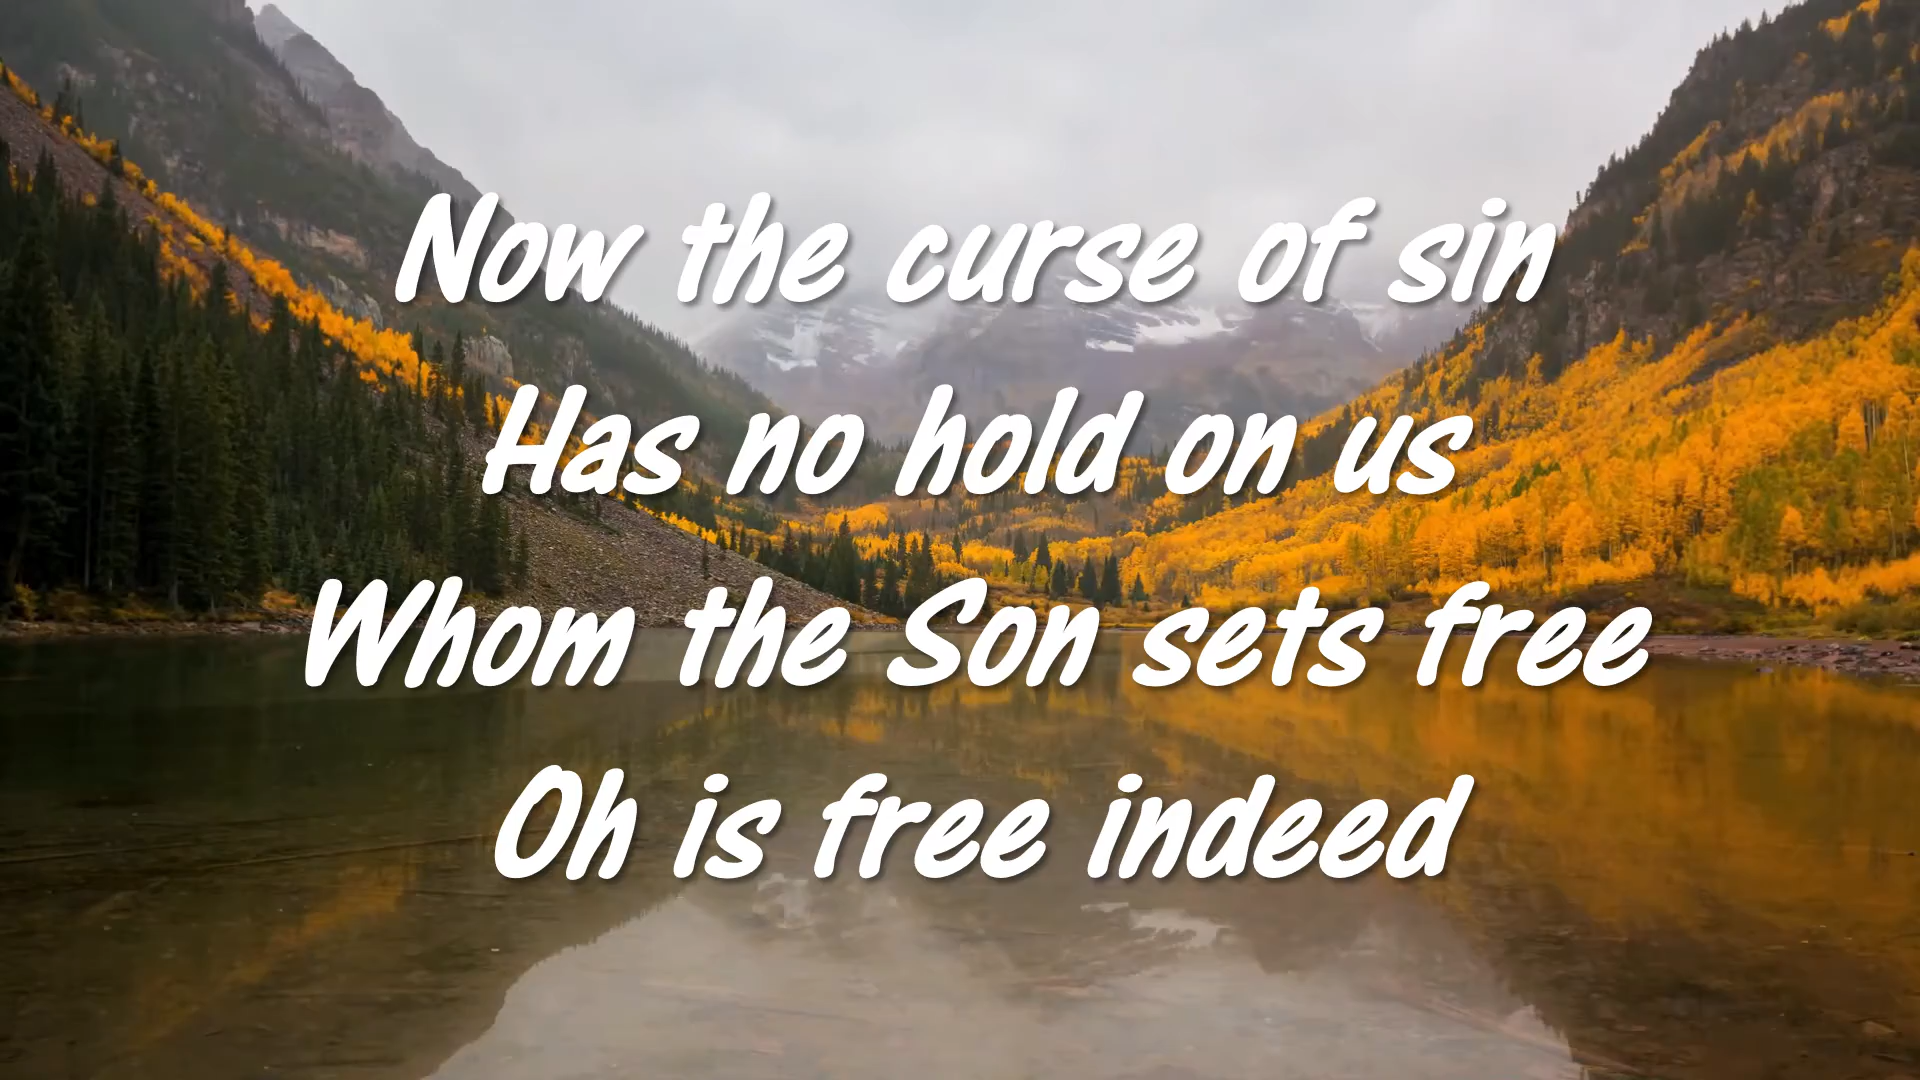 Now the curse of sin
Has no hold on us
Whom the Son sets free
Oh is free indeed